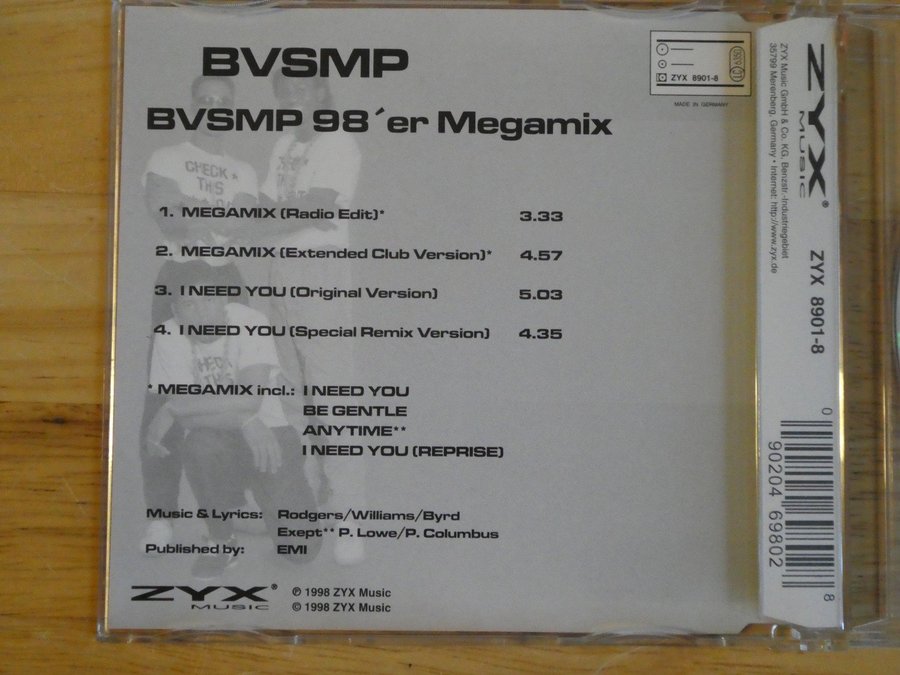 BVSMP
BVSMP 98´er Megamix
1. MEGAMIX (Radio Edit)* 3.33
2. MEGAMIX (Extended Club Version)* 4.57
3. I NEED YOU (Original Version) 5.03
4. I NEED YOU (Special Remix Version) 4.35
* MEGAMIX incl.: I NEED YOU
BE GENTLE
ANYTIME**
I NEED YOU (REPRISE)
Music & Lyrics: Rodgers/Williams/Byrd
Exept** P. Lowe/P. Columbus
Published by: EMI
ZYX®
MUSIC
℗ 1998 ZYX Music
© 1998 ZYX Music
ZYX 8901-8
MADE IN GERMANY
CHECK
THIS
THIS
ZYX®
MUSIC
ZYX Music GmbH & Co. KG, Benzstr.-Industriegebiet
35799 Merenberg, Germany • Internet: http://www.zyx.de
ZYX 8901-8
0 90204 69802 8